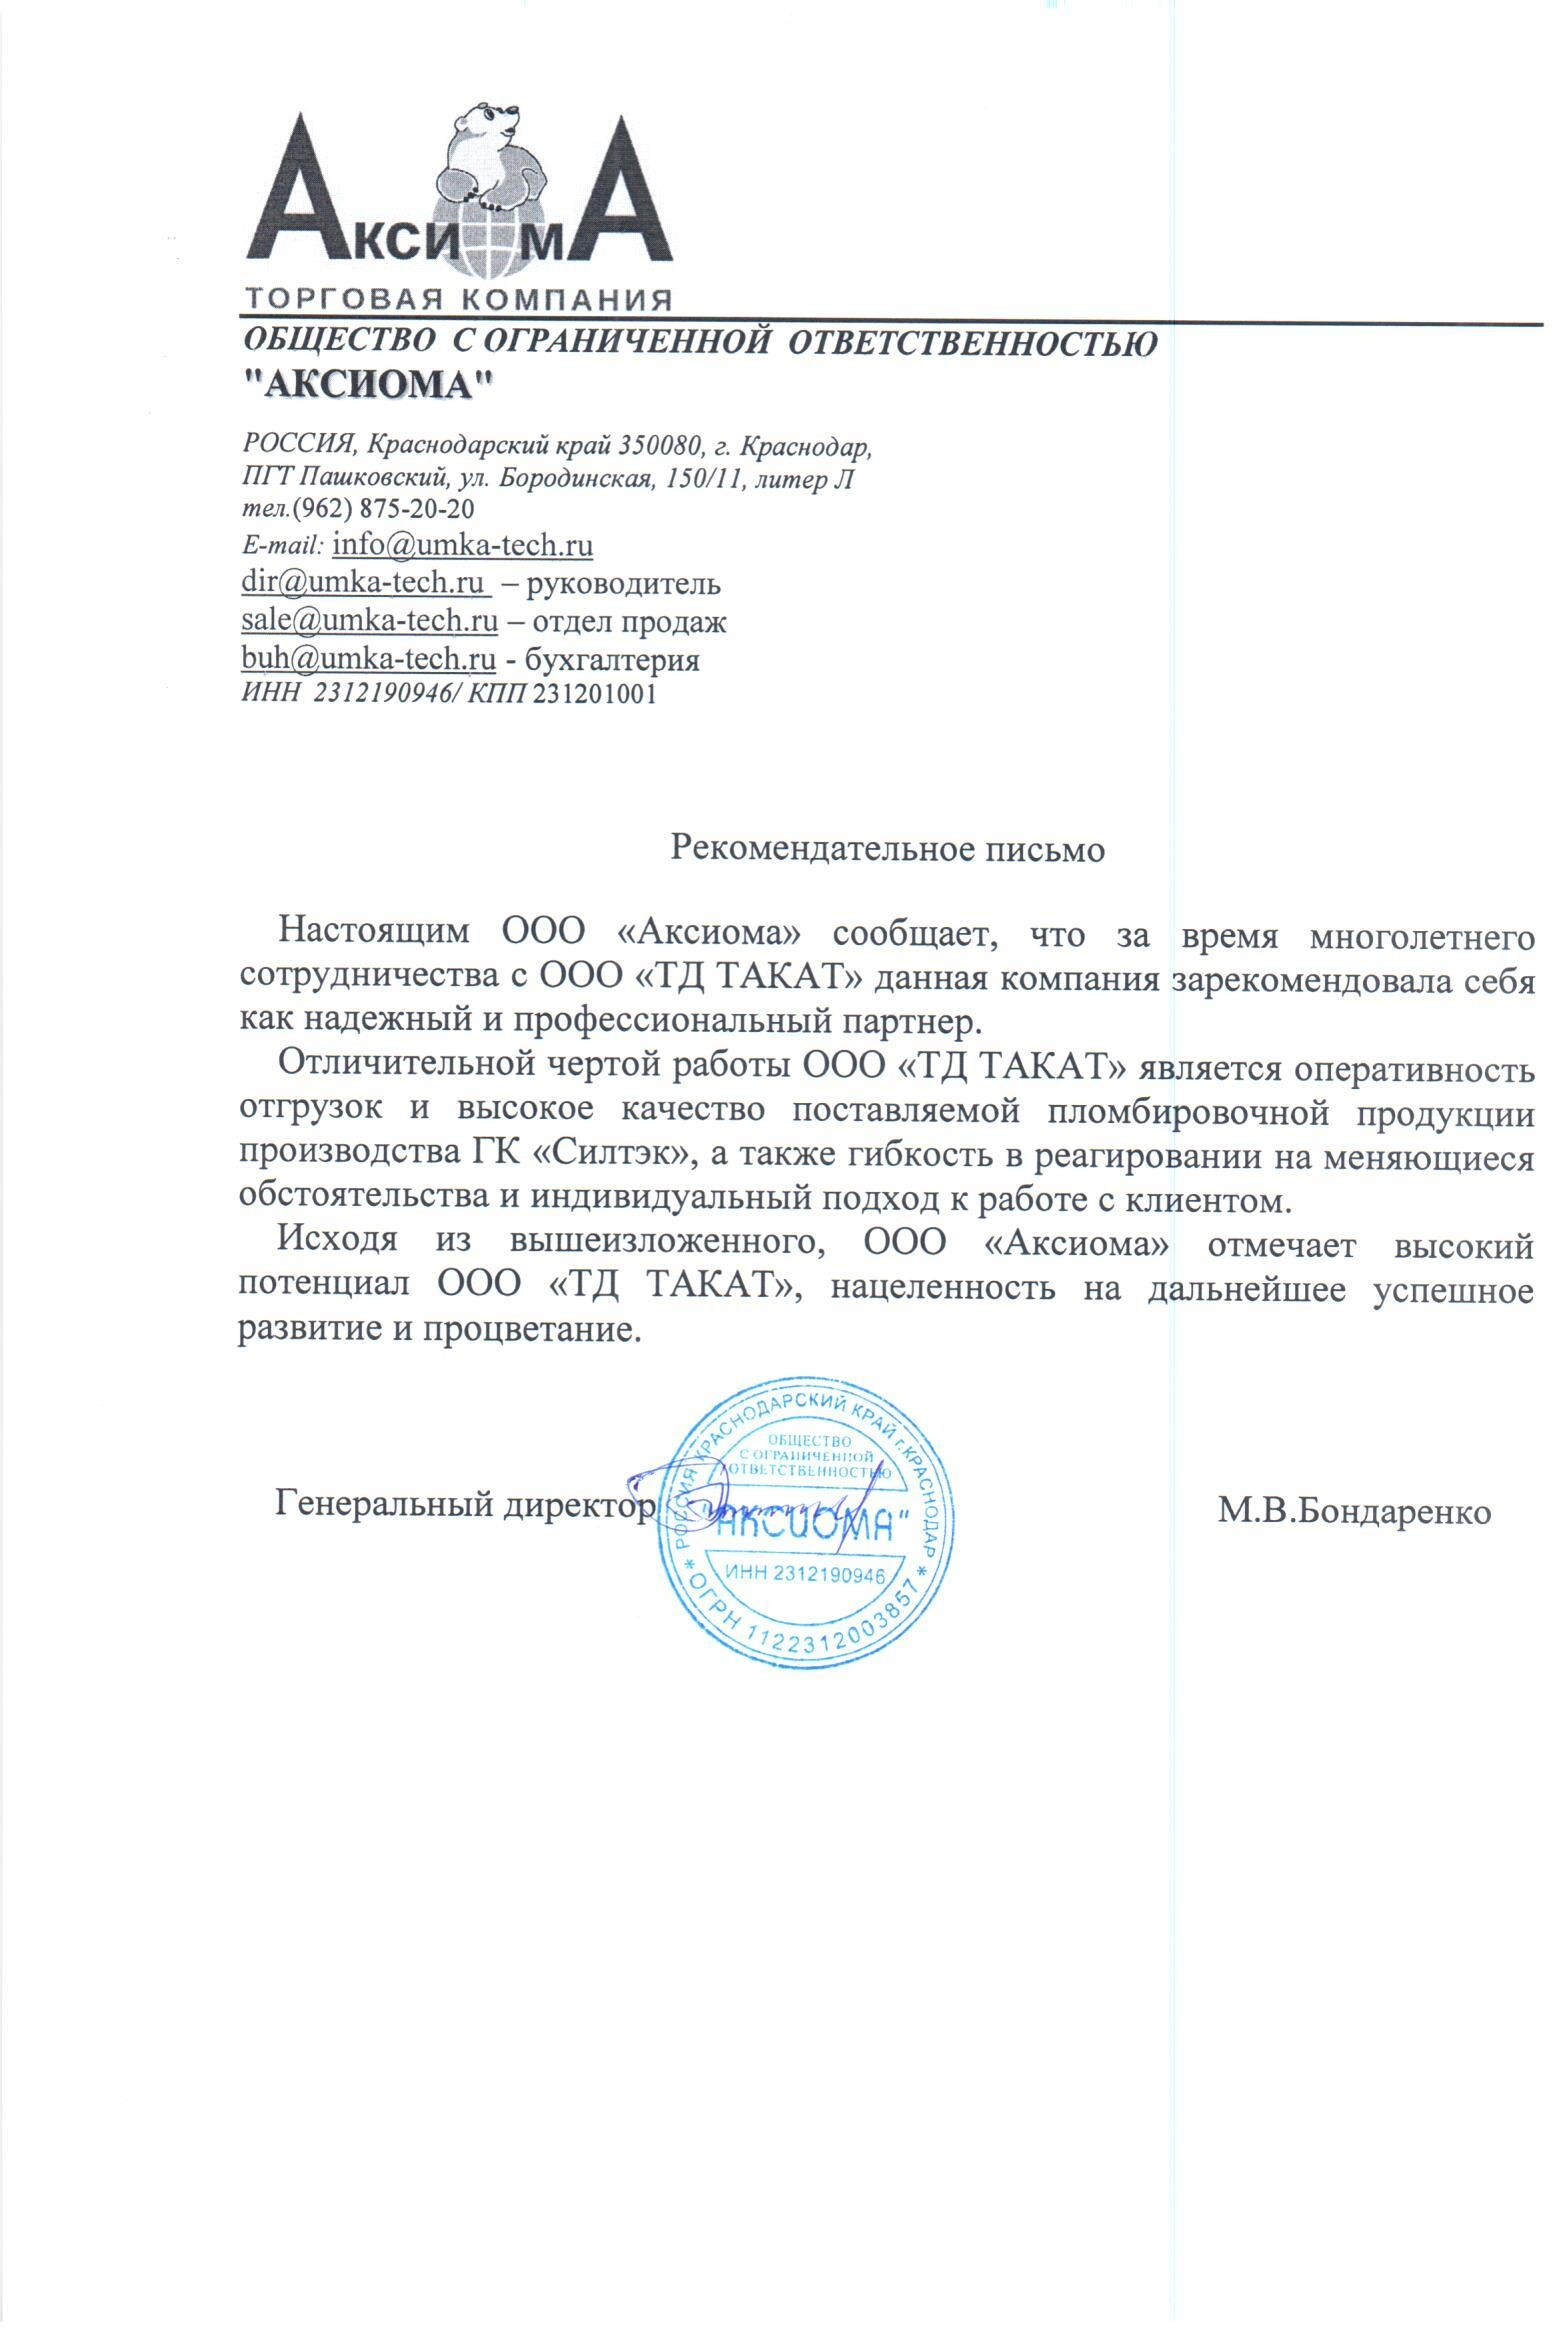 АксиомА
ТОРГОВАЯ КОМПАНИЯ
ОБЩЕСТВО С ОГРАНИЧЕННОЙ ОТВЕТСТВЕННОСТЬЮ
"АКСИОМА"
РОССИЯ, Краснодарский край 350080, г. Краснодар,
ПГТ Пашковский, ул. Бородинская, 150/11, литер Л
тел.(962) 875-20-20
E-mail: info@umka-tech.ru
dir@umka-tech.ru – руководитель
sale@umka-tech.ru – отдел продаж
buh@umka-tech.ru - бухгалтерия
ИНН 2312190946/ КПП 231201001
Рекомендательное письмо
Настоящим ООО «Аксиома» сообщает, что за время многолетнего
сотрудничества с ООО «ТД ТАКАТ» данная компания зарекомендовала себя
как надежный и профессиональный партнер.
Отличительной чертой работы ООО «ТД ТАКАТ» является оперативность
отгрузок и высокое качество поставляемой пломбировочной продукции
производства ГК «Силтэк», а также гибкость в реагировании на меняющиеся
обстоятельства и индивидуальный подход к работе с клиентом.
Исходя из вышеизложенного, ООО «Аксиома» отмечает высокий
потенциал ООО «ТД ТАКАТ», нацеленность на дальнейшее успешное
развитие и процветание.
Генеральный директор
М.В.Бондаренко
РОССИЯ КРАСНОДАРСКИЙ КРАЙ г.КРАСНОДАР
ОБЩЕСТВО
С ОГРАНИЧЕННОЙ
ОТВЕТСТВЕННОСТЬЮ
"АКСИОМА"
ИНН 2312190946
* ОГРН 1122312003857 *